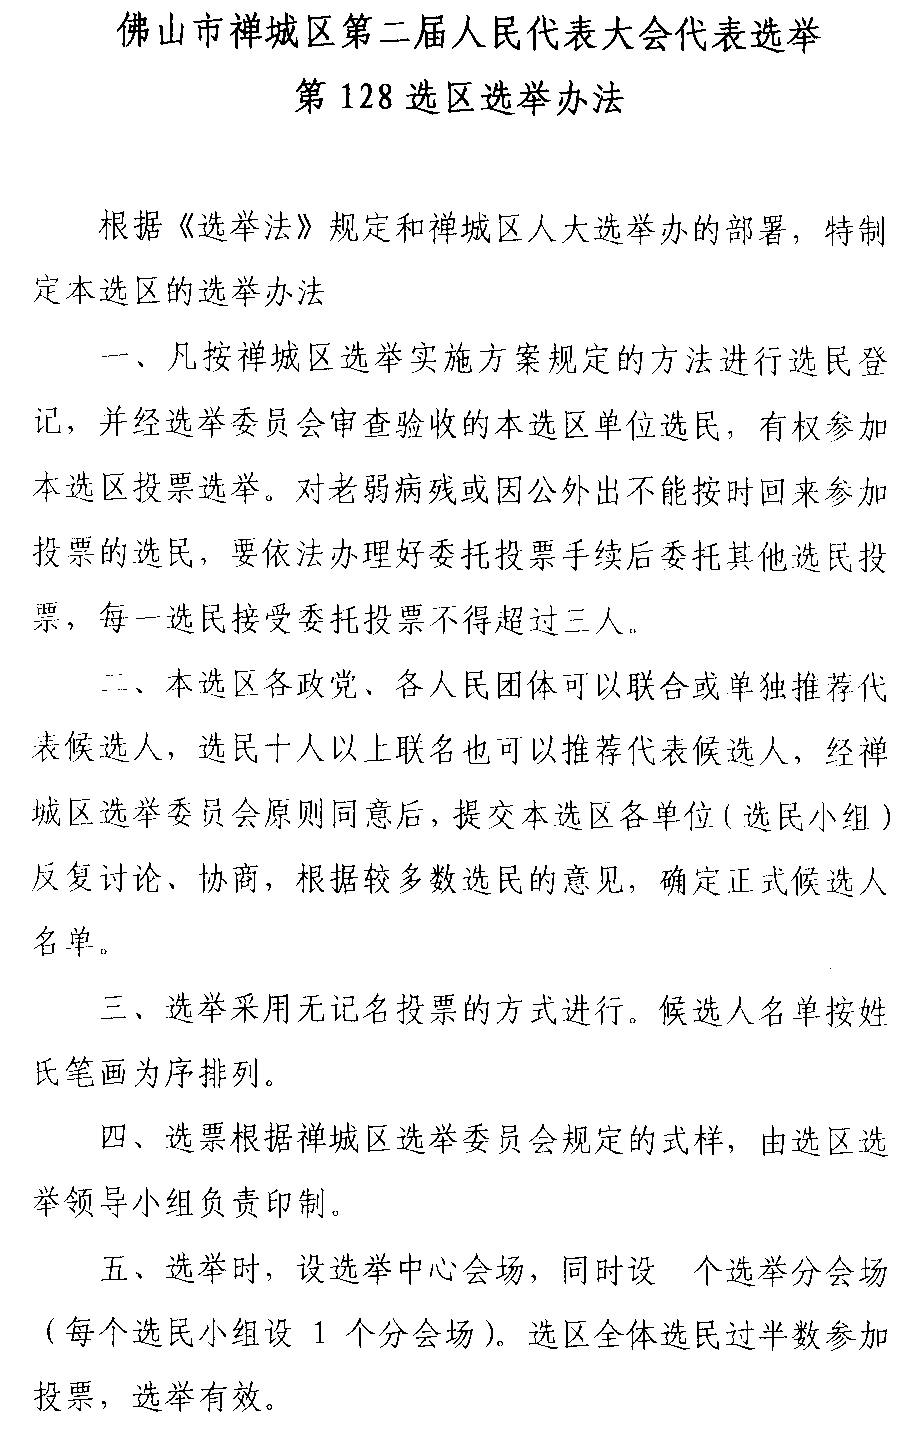 佛山市禅城区第二届人民代表大会代表选举
第 128 选区选举办法
根据《选举法》规定和禅城区人大选举办的部署，特制
定本选区的选举办法
一、凡按禅城区选举实施方案规定的方法进行选民登
记，并经选举委员会审查验收的本选区单位选民，有权参加
本选区投票选举。对老弱病残或因公外出不能按时回来参加
投票的选民，要依法办理好委托投票手续后委托其他选民投
票，每一选民接受委托投票不得超过三人。
二、本选区各政党、各人民团体可以联合或单独推荐代
表候选人，选民十人以上联名也可以推荐代表候选人，经禅
城区选举委员会原则同意后，提交本选区各单位（选民小组）
反复讨论、协商，根据较多数选民的意见，确定正式候选人
名单。
三、选举采用无记名投票的方式进行。候选人名单按姓
氏笔画为序排列。
四、选票根据禅城区选举委员会规定的式样，由选区选
举领导小组负责印制。
五、选举时，设选举中心会场，同时设　个选举分会场
（每个选民小组设 1 个分会场）。选区全体选民过半数参加
投票，选举有效。